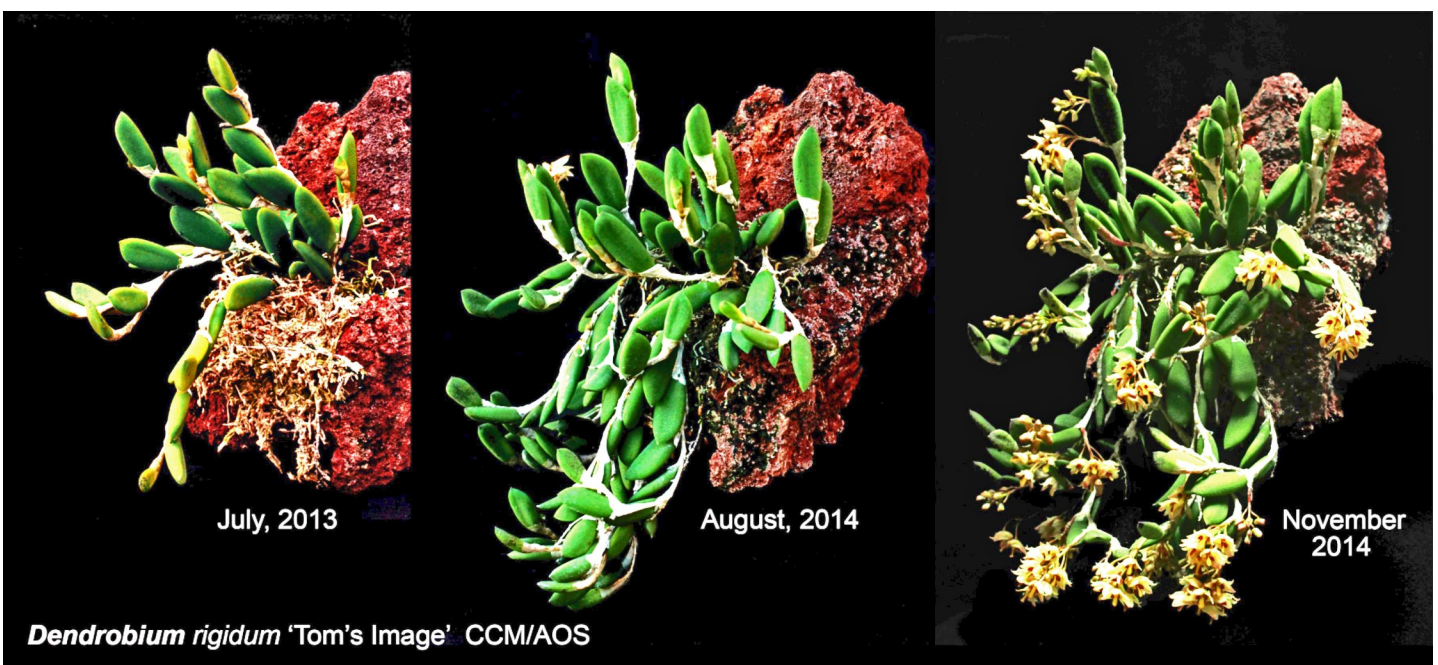 July, 2013
August, 2014
November
2014
Dendrobium rigidum ‘Tom’s Image’ CCM/AOS